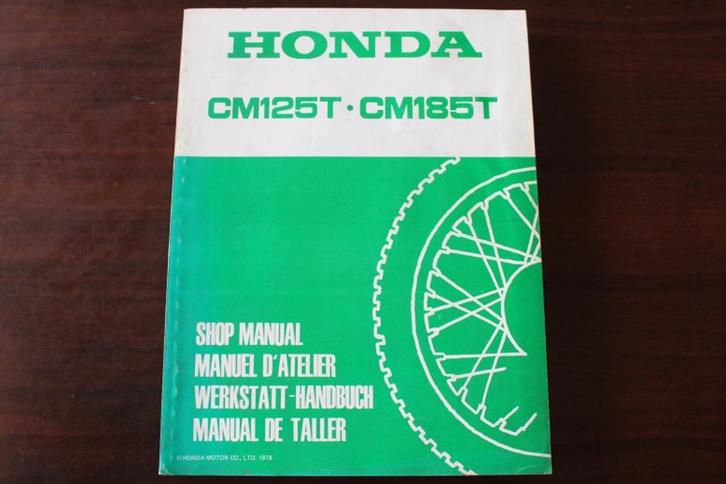 HONDA
CM125T · CM185T
SHOP MANUAL
MANUEL D'ATELIER
WERKSTATT-HANDBUCH
MANUAL DE TALLER
© HONDA MOTOR CO., LTD. 1978